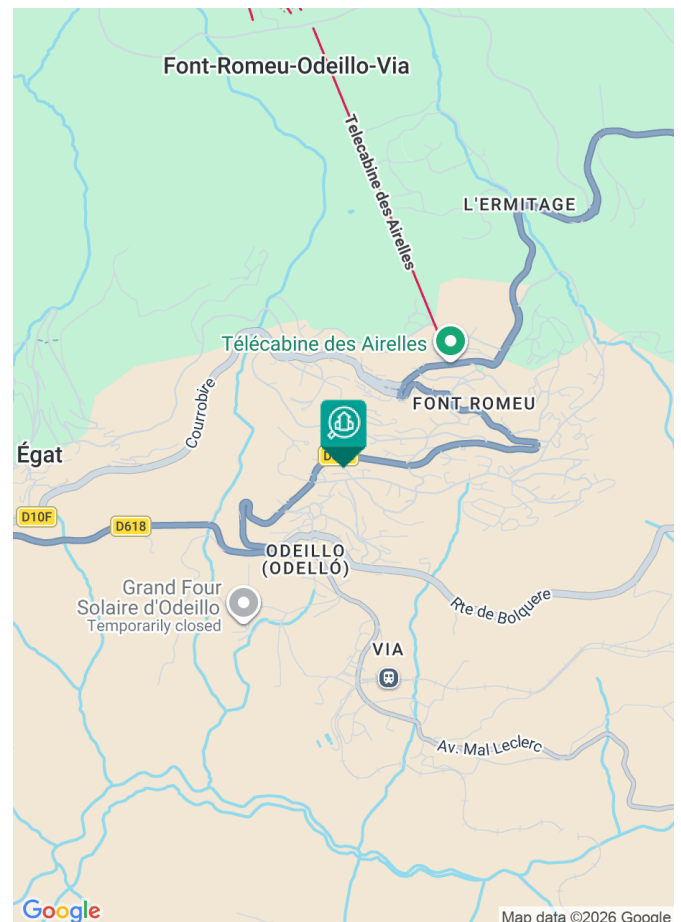 Font-Romeu-Odeillo-Via
Telecabine des Airelles
L'ERMITAGE
Télécabine des Airelles
FONT ROMEU
Courrobire
Égat
D10F
D618
ODEILLO
(ODELLÓ)
Grand Four
Solaire d'Odeillo
Temporarily closed
Rte de Bolquere
VIA
Av. Mal Leclerc
Google
Map data ©2026 Google